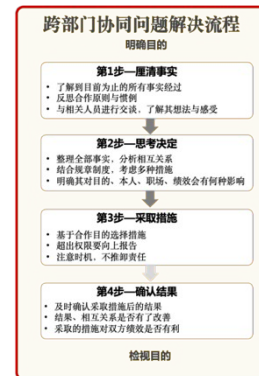 跨部门协同问题解决流程
明确目的
第1步—厘清事实
• 了解到目前为止的所有事实经过
• 反思合作原则与惯例
• 与相关人员进行交谈，了解其想法与感受
第2步—思考决定
• 整理全部事实，分析相互关系
• 结合规章制度，考虑多种措施
• 明确其对目的、本人、职场、绩效会有何种影响
第3步—采取措施
• 基于合作目的选择措施
• 超出权限要向上报告
• 注意时机，不推卸责任
第4步—确认结果
• 及时确认采取措施后的结果
• 结果、相互关系是否有了改善
• 采取的措施对双方绩效是否有利
检视目的